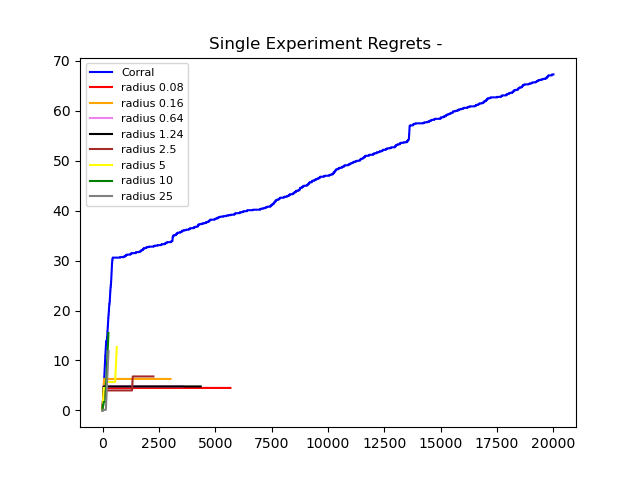 Single Experiment Regrets -
70
60
50
40
30
20
10
0
Corral
radius 0.08
radius 0.16
radius 0.64
radius 1.24
radius 2.5
radius 5
radius 10
radius 25
0 2500 5000 7500 10000 12500 15000 17500 20000